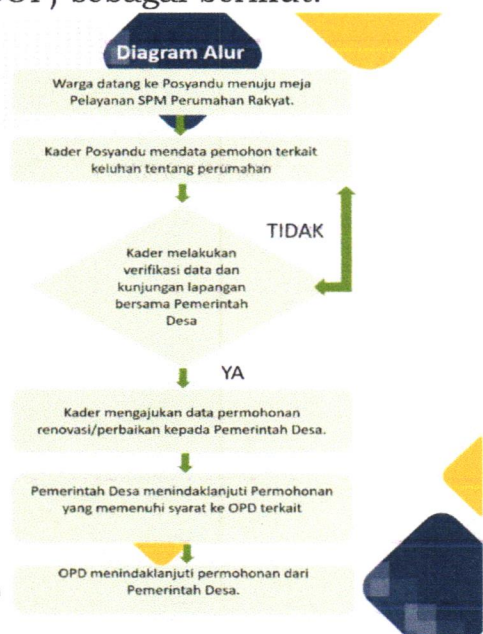 sebagai berikut:
Diagram Alur
Warga datang ke Posyandu menuju meja
Pelayanan SPM Perumahan Rakyat.
Kader Posyandu mendata pemohon terkait
keluhan tentang perumahan
TIDAK
Kader melakukan
verifikasi data dan
kunjungan lapangan
bersama Pemerintah
Desa
YA
Kader mengajukan data permohonan
renovasi/perbaikan kepada Pemerintah Desa.
Pemerintah Desa menindaklanjuti Permohonan
yang memenuhi syarat ke OPD terkait
OPD menindaklanjuti permohonan dari
Pemerintah Desa.